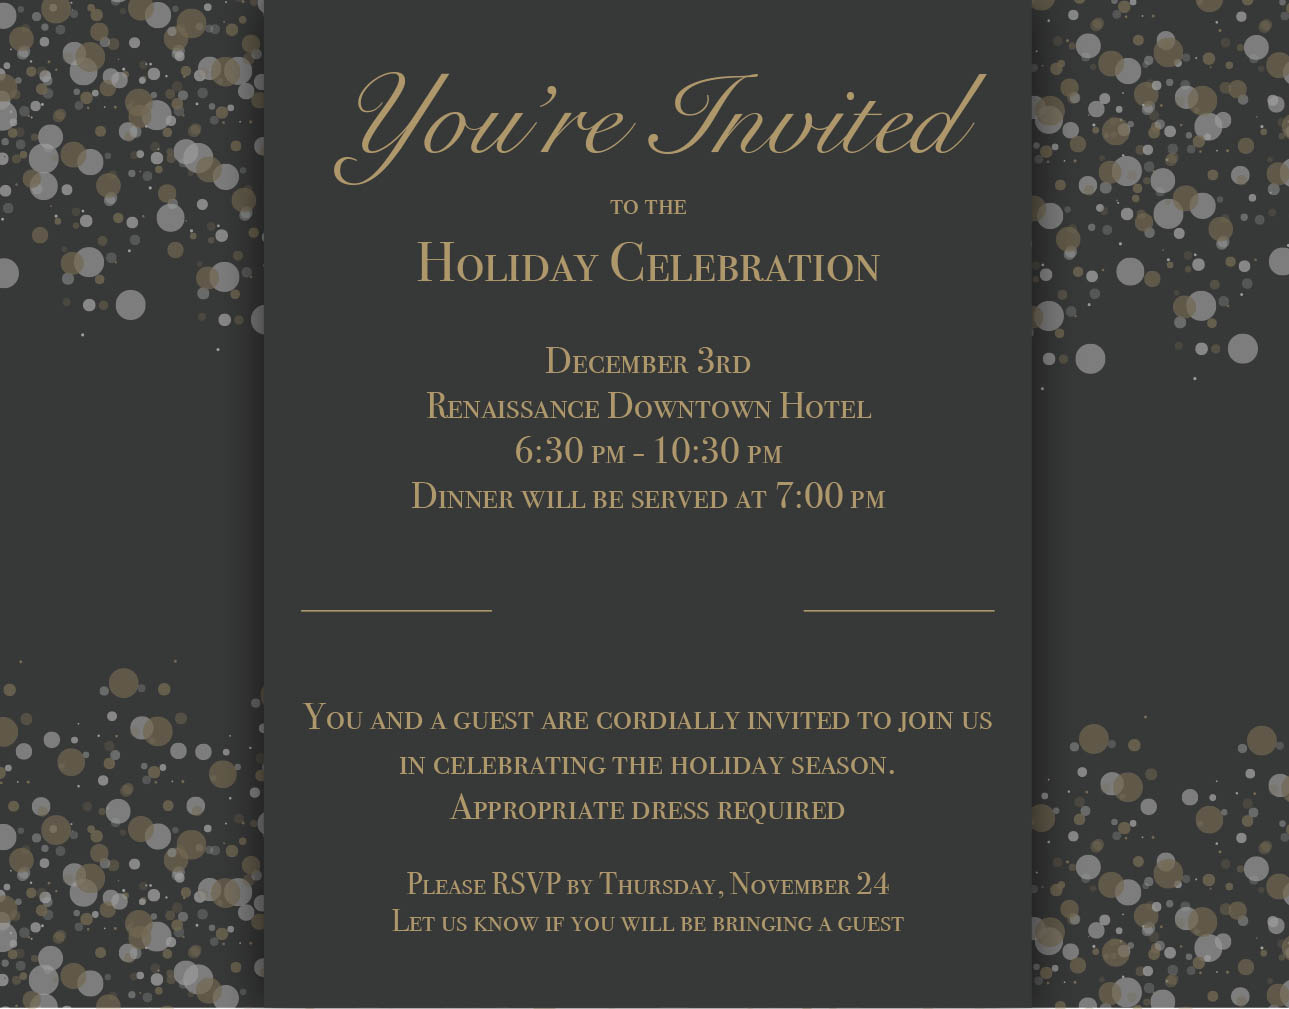 You're Invited
to the
Holiday Celebration
December 3rd
Renaissance Downtown Hotel
6:30 pm - 10:30 pm
Dinner will be served at 7:00 pm
You and a guest are cordially invited to join us
in celebrating the holiday season.
Appropriate dress required
Please RSVP by Thursday, November 24
Let us know if you will be bringing a guest